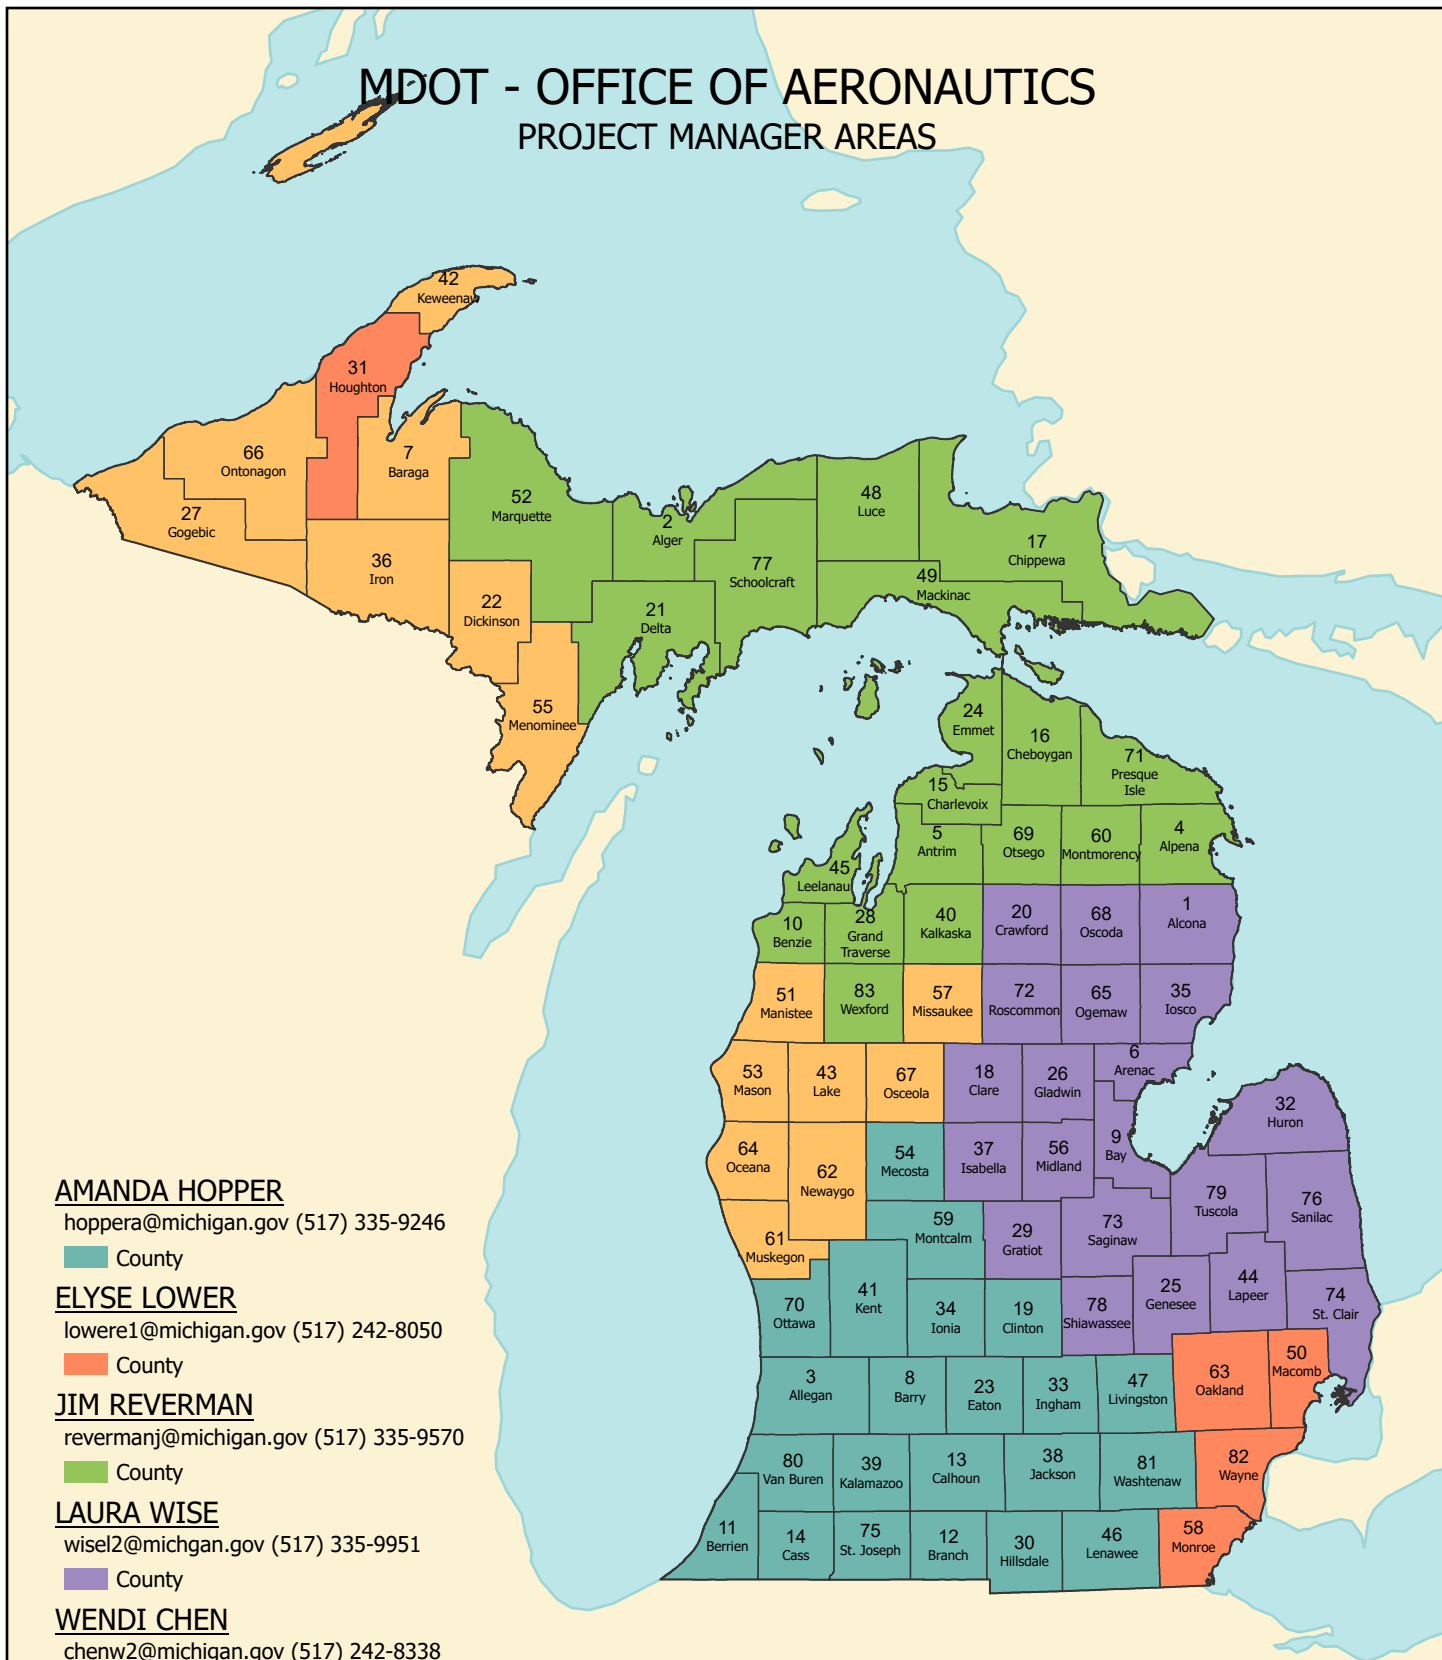 MDOT - OFFICE OF AERONAUTICS
PROJECT MANAGER AREAS
42
Keweenaw
31
Houghton
66
Ontonagon
7
Baraga
27
Gogebic
52
Marquette
2
Alger
48
Luce
17
Chippewa
36
Iron
77
Schoolcraft
49
Mackinac
22
Dickinson
21
Delta
55
Menominee
24
Emmet
16
Cheboygan
71
Presque
Isle
15
Charlevoix
5
Antrim
69
Otsego
60
Montmorency
4
Alpena
45
Leelanau
10
Benzie
28
Grand
Traverse
40
Kalkaska
20
Crawford
68
Oscoda
1
Alcona
51
Manistee
83
Wexford
57
Missaukee
72
Roscommon
65
Ogemaw
35
Iosco
53
Mason
43
Lake
67
Osceola
18
Clare
26
Gladwin
6
Arenac
32
Huron
64
Oceana
62
Newaygo
54
Mecosta
37
Isabella
56
Midland
9
Bay
79
Tuscola
76
Sanilac
61
Muskegon
59
Montcalm
29
Gratiot
73
Saginaw
70
Ottawa
41
Kent
34
Ionia
19
Clinton
78
Shiawassee
25
Genesee
44
Lapeer
74
St. Clair
3
Allegan
8
Barry
23
Eaton
33
Ingham
47
Livingston
63
Oakland
50
Macomb
80
Van Buren
39
Kalamazoo
13
Calhoun
38
Jackson
81
Washtenaw
82
Wayne
11
Berrien
14
Cass
75
St. Joseph
12
Branch
30
Hillsdale
46
Lenawee
58
Monroe
AMANDA HOPPER
hoppera@michigan.gov (517) 335-9246
County
ELYSE LOWER
lowere1@michigan.gov (517) 242-8050
County
JIM REVERMAN
revermanj@michigan.gov (517) 335-9570
County
LAURA WISE
wisel2@michgan.gov (517) 335-9951
County
WENDI CHEN
chenw2@michigan.gov (517) 242-8338